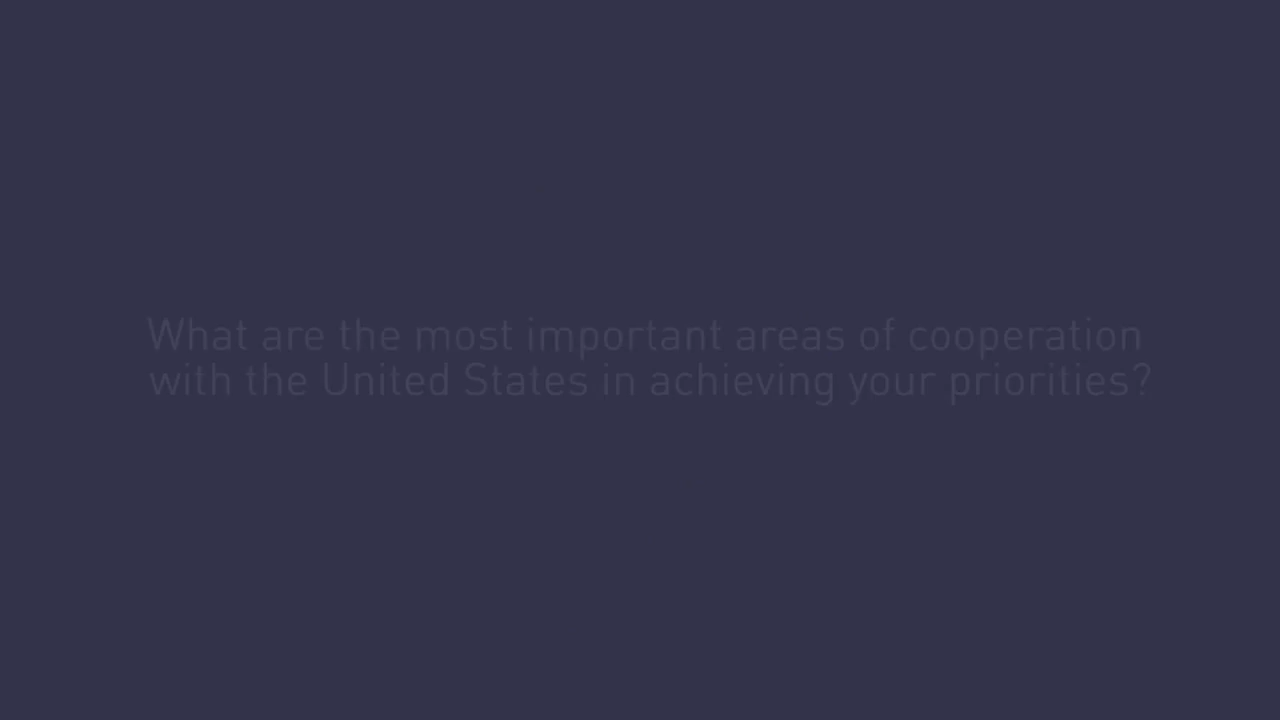 What are the most important areas of cooperation
with the United States in achieving your priorities?